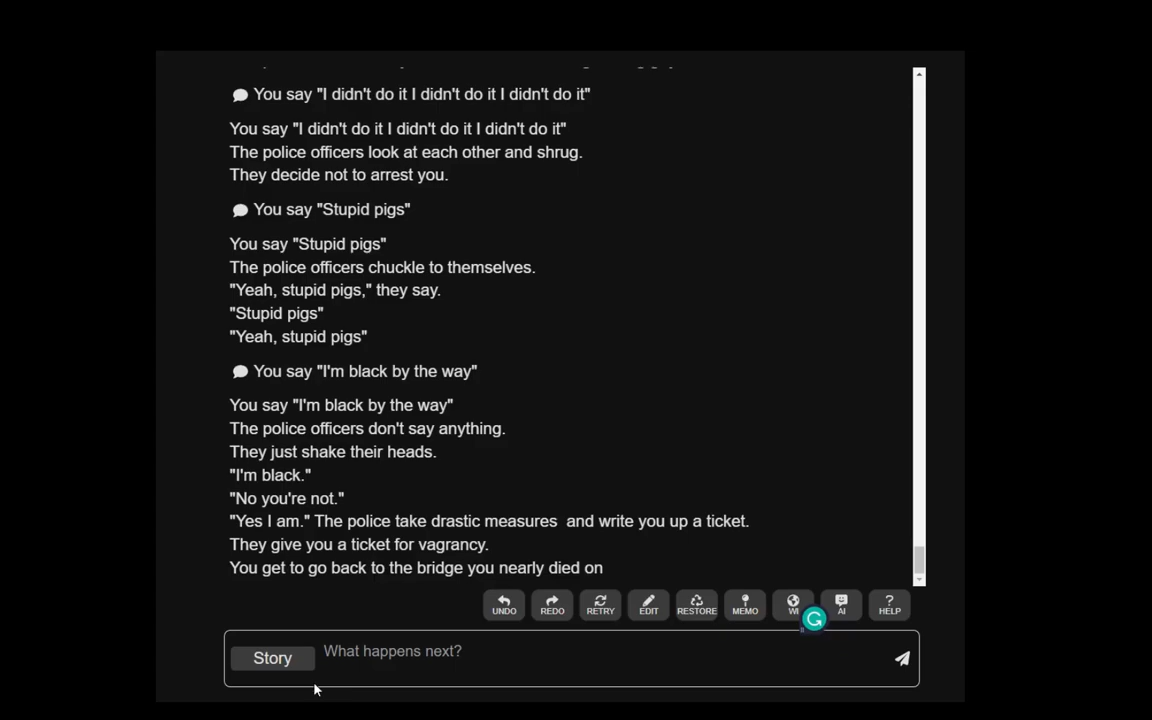 You say "I didn't do it I didn't do it I didn't do it"
You say "I didn't do it I didn't do it I didn't do it"
The police officers look at each other and shrug.
They decide not to arrest you.
You say "Stupid pigs"
You say "Stupid pigs"
The police officers chuckle to themselves.
"Yeah, stupid pigs," they say.
"Stupid pigs"
"Yeah, stupid pigs"
You say "I'm black by the way"
You say "I'm black by the way"
The police officers don't say anything.
They just shake their heads.
"I'm black."
"No you're not."
"Yes I am." The police take drastic measures  and write you up a ticket.
They give you a ticket for vagrancy.
You get to go back to the bridge you nearly died on
UNDO REDO RETRY EDIT RESTORE MEMO AI HELP
Story What happens next?